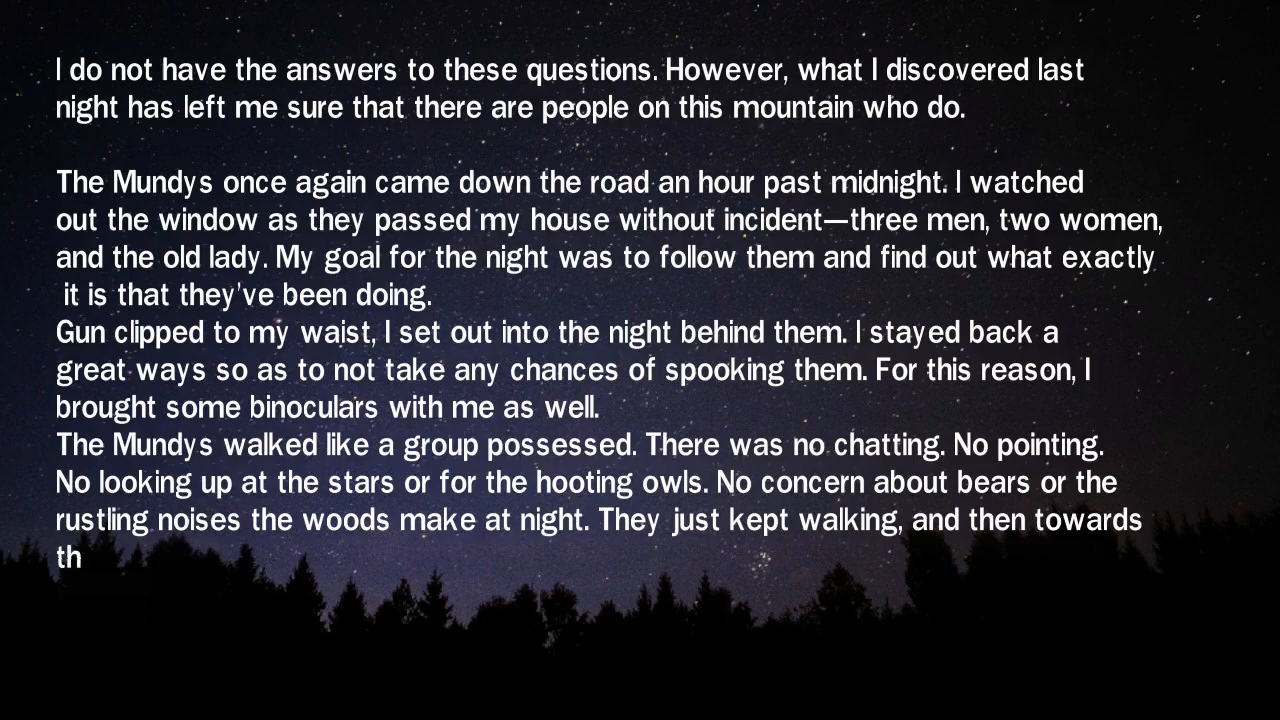 I do not have the answers to these questions. However, what I discovered last
night has left me sure that there are people on this mountain who do.
The Mundys once again came down the road an hour past midnight. I watched
out the window as they passed my house without incident—three men, two women,
and the old lady. My goal for the night was to follow them and find out what exactly
it is that they've been doing.
Gun clipped to my waist, I set out into the night behind them. I stayed back a
great ways so as to not take any chances of spooking them. For this reason, I
brought some binoculars with me as well.
The Mundys walked like a group possessed. There was no chatting. No pointing.
No looking up at the stars or for the hooting owls. No concern about bears or the
rustling noises the woods make at night. They just kept walking, and then towards
th